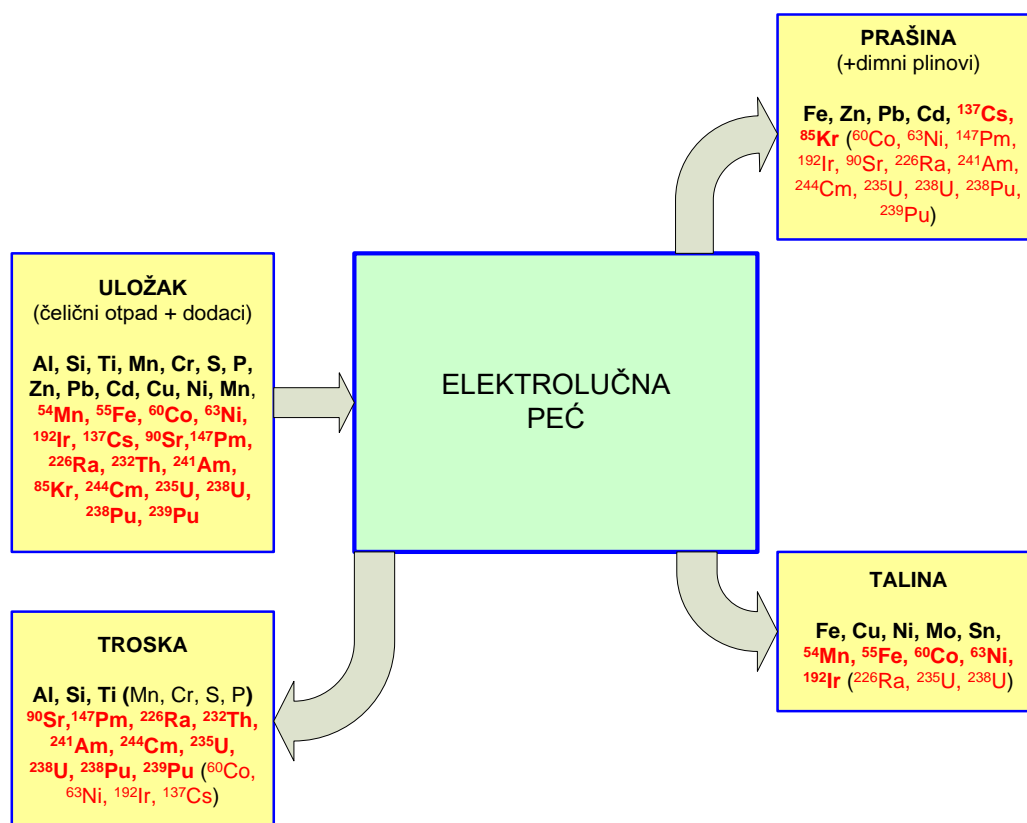 PRAŠINA
(+dimni plinovi)
Fe, Zn, Pb, Cd, ¹³⁷Cs,
⁸⁵Kr (⁶⁰Co, ⁶³Ni, ¹⁴⁷Pm,
¹⁹²Ir, ⁹⁰Sr, ²²⁶Ra, ²⁴¹Am,
²⁴⁴Cm, ²³⁵U, ²³⁸U, ²³⁸Pu,
²³⁹Pu)
ULOŽAK
(čelični otpad + dodaci)
Al, Si, Ti, Mn, Cr, S, P,
Zn, Pb, Cd, Cu, Ni, Mn,
⁵⁴Mn, ⁵⁵Fe, ⁶⁰Co, ⁶³Ni,
¹⁹²Ir, ¹³⁷Cs, ⁹⁰Sr,¹⁴⁷Pm,
²²⁶Ra, ²³²Th, ²⁴¹Am,
⁸⁵Kr, ²⁴⁴Cm, ²³⁵U, ²³⁸U,
²³⁸Pu, ²³⁹Pu
ELEKTROLUČNA
PEĆ
TROSKA
Al, Si, Ti (Mn, Cr, S, P)
⁹⁰Sr,¹⁴⁷Pm, ²²⁶Ra, ²³²Th,
²⁴¹Am, ²⁴⁴Cm, ²³⁵U,
²³⁸U, ²³⁸Pu, ²³⁹Pu (⁶⁰Co,
⁶³Ni, ¹⁹²Ir, ¹³⁷Cs)
TALINA
Fe, Cu, Ni, Mo, Sn,
⁵⁴Mn, ⁵⁵Fe, ⁶⁰Co, ⁶³Ni,
¹⁹²Ir (²²⁶Ra, ²³⁵U, ²³⁸U)